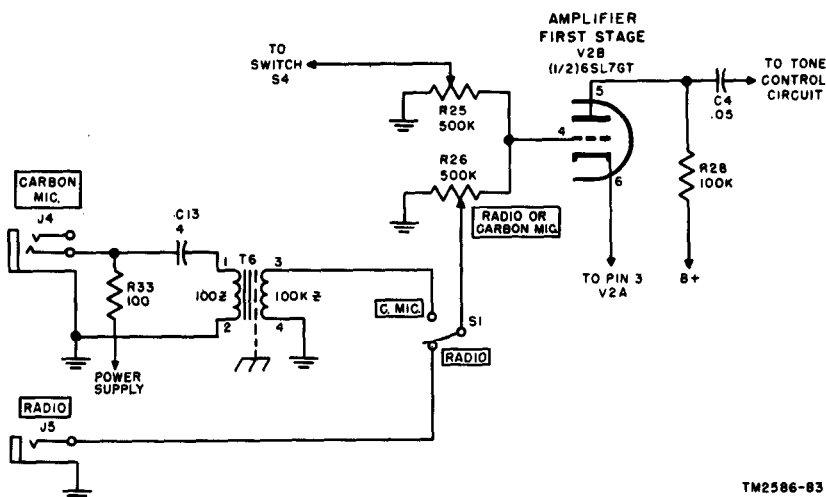 AMPLIFIER
FIRST STAGE
V2B
(1/2)6SL7GT
TO
SWITCH
S4
TO TONE
CONTROL
CIRCUIT
5
C4
.05
R25
500K
4
R26
500K
6
R28
100K
CARBON
MIC.
J4
C13
4
RADIO OR
CARBON MIC.
1
T6
3
R33
100
100Z
100KZ
TO PIN 3
V2A
B+
2
4
C. MIC.
S1
RADIO
POWER
SUPPLY
RADIO
J5
TM2586-83